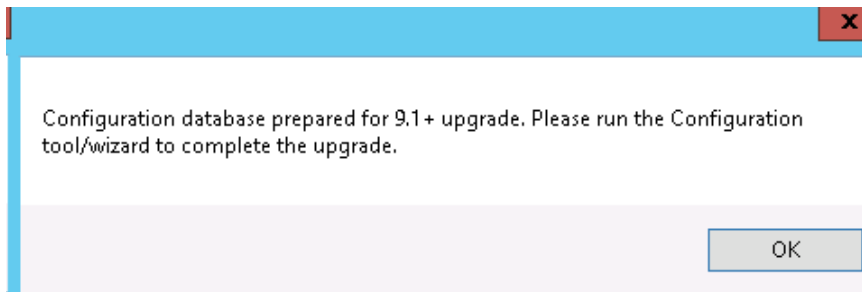 x
Configuration database prepared for 9.1+ upgrade. Please run the Configuration
tool/wizard to complete the upgrade.
OK